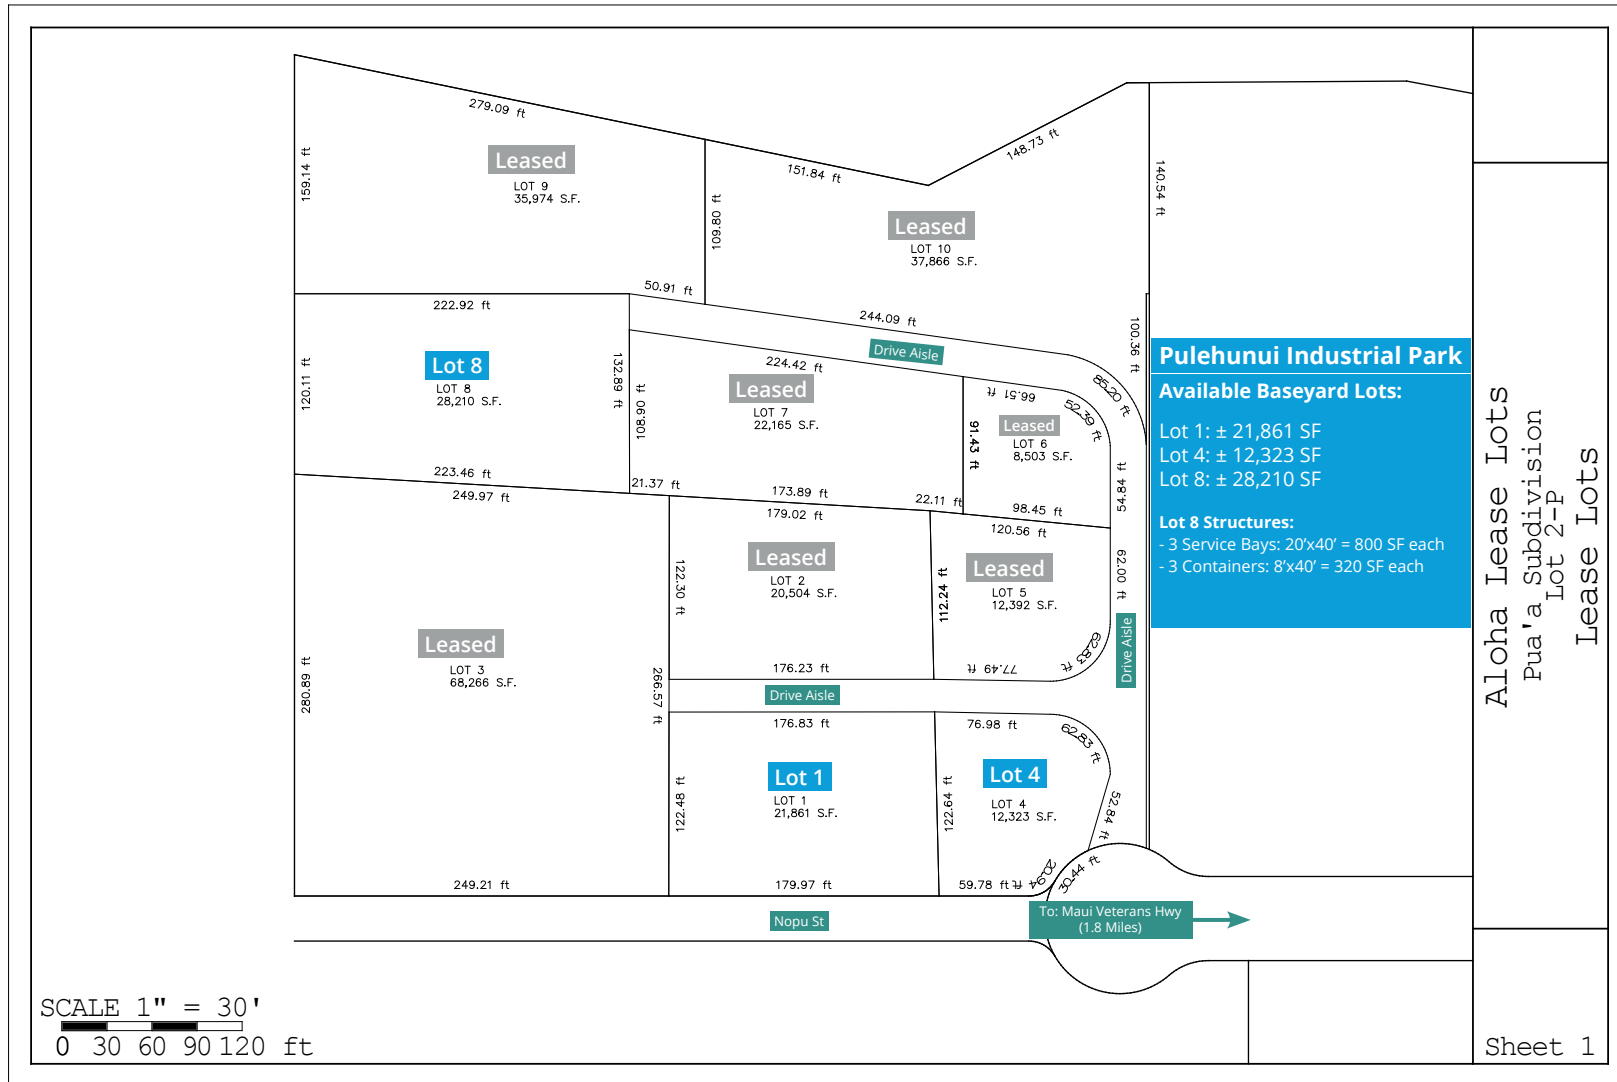 279.09 ft
159.14 ft
Leased
LOT 9
35,974 S.F.
109.80 ft
151.84 ft
148.73 ft
140.54 ft
Leased
LOT 10
37,866 S.F.
50.91 ft
222.92 ft
244.09 ft
Drive Aisle
100.36 ft
85.20 ft
120.11 ft
Lot 8
LOT 8
28,210 S.F.
132.89 ft
108.90 ft
224.42 ft
Leased
LOT 7
22,165 S.F.
66.51 ft
52.39 ft
91.43 ft
Leased
LOT 6
8,503 S.F.
54.84 ft
223.46 ft
249.97 ft
21.37 ft
173.89 ft
179.02 ft
22.11 ft
98.45 ft
120.56 ft
122.30 ft
Leased
LOT 2
20,504 S.F.
112.24 ft
Leased
LOT 5
12,392 S.F.
62.00 ft
62.83 ft
Drive Aisle
280.89 ft
Leased
LOT 3
68,266 S.F.
266.57 ft
176.23 ft
77.49 ft
Drive Aisle
176.83 ft
76.98 ft
62.83 ft
122.48 ft
Lot 1
LOT 1
21,861 S.F.
122.64 ft
Lot 4
LOT 4
12,323 S.F.
52.84 ft
249.21 ft
179.97 ft
59.78 ft
20.94 ft
30.44 ft
Nopu St
To: Maui Veterans Hwy
(1.8 Miles)
Pulehunui Industrial Park
Available Baseyard Lots:
Lot 1: ± 21,861 SF
Lot 4: ± 12,323 SF
Lot 8: ± 28,210 SF
Lot 8 Structures:
- 3 Service Bays: 20'x40' = 800 SF each
- 3 Containers: 8'x40' = 320 SF each
Aloha Lease Lots
Pua'a Subdivision
Lot 2-P
Lease Lots
SCALE 1" = 30'
0 30 60 90 120 ft
Sheet 1